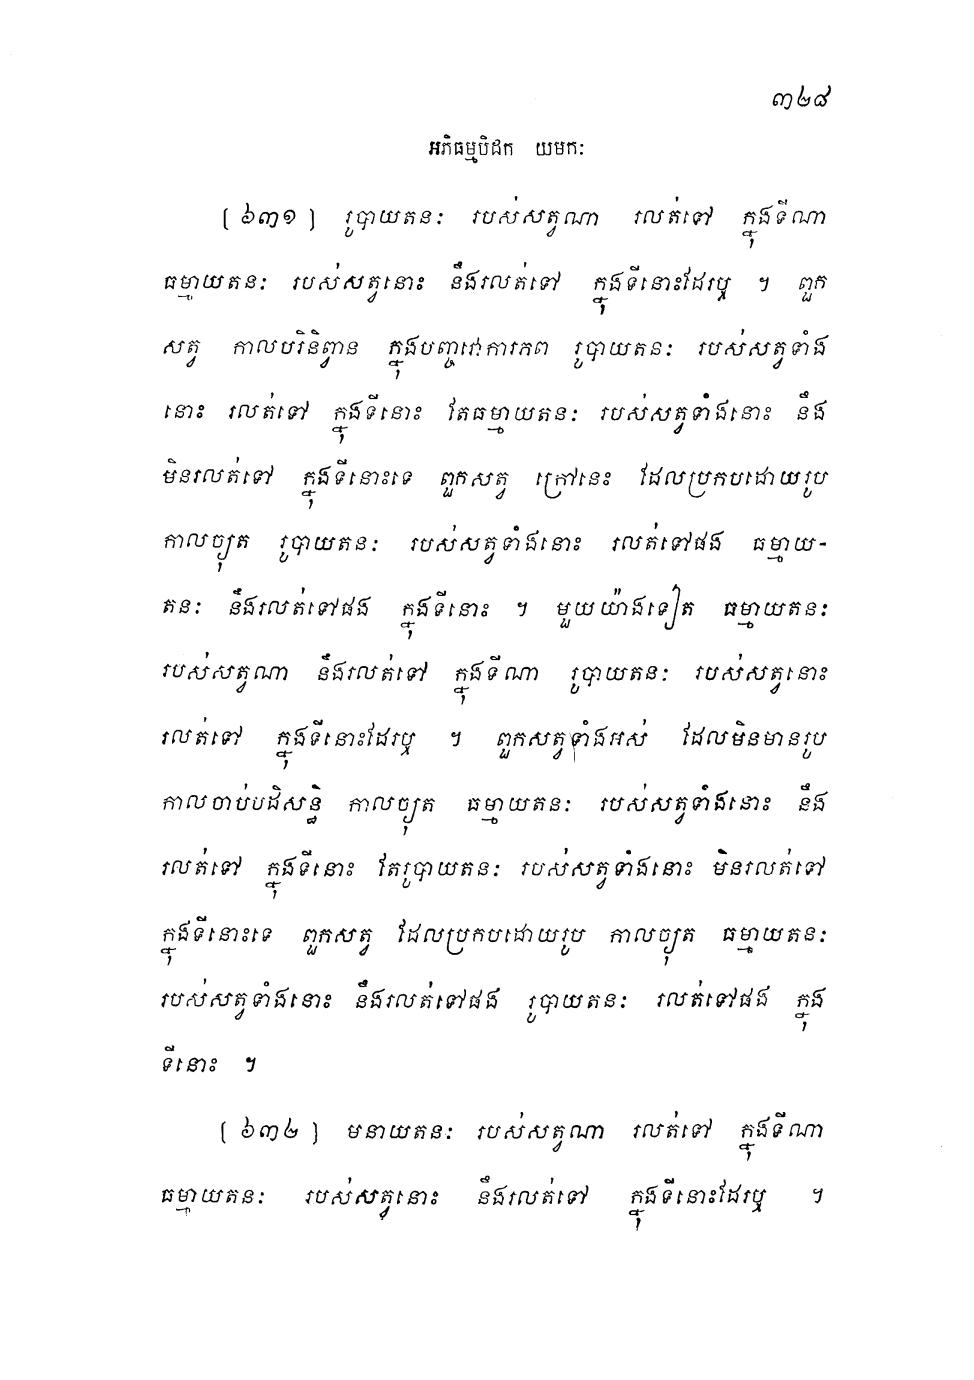 ៣២៨
អភិធម្មបិដក យមកៈ
[៦៣១] រូបាយតនៈ របស់សត្វណា រលត់ទៅ ក្នុងទីណា
ធម្មាយតនៈ របស់សត្វនោះ នឹងរលត់ទៅ ក្នុងទីនោះដែរឬ ។ ពួក
សត្វ កាលបរិនិព្វាន ក្នុងបញ្ចវោការភព រូបាយតនៈ របស់សត្វទាំង
នោះ រលត់ទៅ ក្នុងទីនោះ តែធម្មាយតនៈ របស់សត្វទាំងនោះ នឹង
មិនរលត់ទៅ ក្នុងទីនោះទេ ពួកសត្វ ក្រៅនេះ ដែលប្រកបដោយរូប
កាលច្យុត រូបាយតនៈ របស់សត្វទាំងនោះ រលត់ទៅផង ធម្មាយ-
តនៈ នឹងរលត់ទៅផង ក្នុងទីនោះ ។ មួយយ៉ាងទៀត ធម្មាយតនៈ
របស់សត្វណា នឹងរលត់ទៅ ក្នុងទីណា រូបាយតនៈ របស់សត្វនោះ
រលត់ទៅ ក្នុងទីនោះដែរឬ ។ ពួកសត្វទាំងអស់ ដែលមិនមានរូប
កាលចាប់បដិសន្ធិ កាលច្យុត ធម្មាយតនៈ របស់សត្វទាំងនោះ នឹង
រលត់ទៅ ក្នុងទីនោះ តែរូបាយតនៈ របស់សត្វទាំងនោះ មិនរលត់ទៅ
ក្នុងទីនោះទេ ពួកសត្វ ដែលប្រកបដោយរូប កាលច្យុត ធម្មាយតនៈ
របស់សត្វទាំងនោះ នឹងរលត់ទៅផង រូបាយតនៈ រលត់ទៅផង ក្នុង
ទីនោះ ។
[៦៣២] មនាយតនៈ របស់សត្វណា រលត់ទៅ ក្នុងទីណា
ធម្មាយតនៈ របស់សត្វនោះ នឹងរលត់ទៅ ក្នុងទីនោះដែរឬ ។